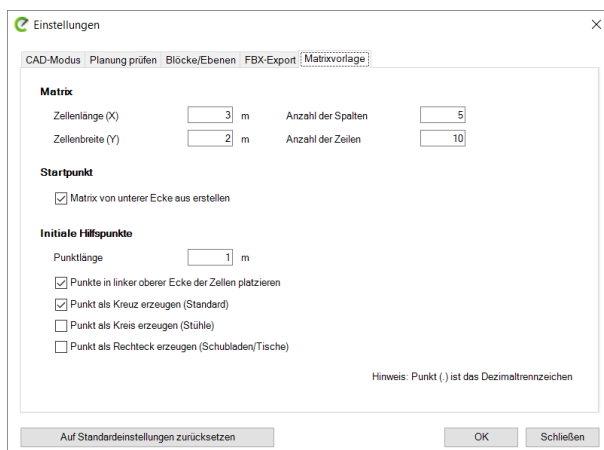 Einstellungen
CAD-Modus Planung prüfen Blöcke/Ebenen FBX-Export Matrixvorlage
Matrix
Zellenlänge (X) 3 m Anzahl der Spalten 5
Zellenbreite (Y) 2 m Anzahl der Zeilen 10
Startpunkt
Matrix von unterer Ecke aus erstellen
Initiale Hilfspunkte
Punktlänge 1 m
Punkte in linker oberer Ecke der Zellen platzieren
Punkt als Kreuz erzeugen (Standard)
Punkt als Kreis erzeugen (Stühle)
Punkt als Rechteck erzeugen (Schubladen/Tische)
Hinweis: Punkt (.) ist das Dezimaltrennzeichen
Auf Standardeinstellungen zurücksetzen OK Schließen